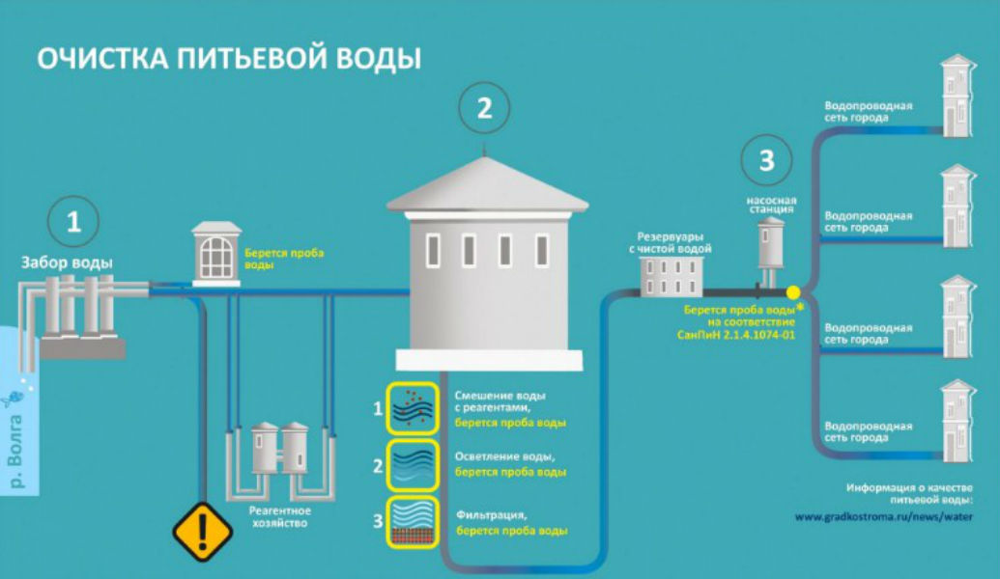 ОЧИСТКА ПИТЬЕВОЙ ВОДЫ
1
Забор воды
р. Волга
Берется проба
воды
Реагентное
хозяйство
!
2
1
Смешение воды
с реагентами,
берется проба воды
2
Осветление воды,
берется проба воды
3
Фильтрация,
берется проба воды
Резервуары
с чистой водой
3
насосная
станция
Берется проба воды*
на соответствие
СанПиН 2.1.4.1074-01
Водопроводная
сеть города
Водопроводная
сеть города
Водопроводная
сеть города
Водопроводная
сеть города
Информация о качестве
питьевой воды:
www.gradkostroma.ru/news/water